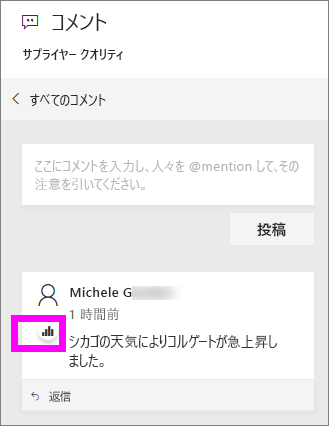 コメント
サプライヤー クオリティ
すべてのコメント
ここにコメントを入力し、人々を @mention して、その
注意を引いてください。
投稿
Michele G
1 時間前
シカゴの天気によりコルゲートが急上昇し
ました。
返信